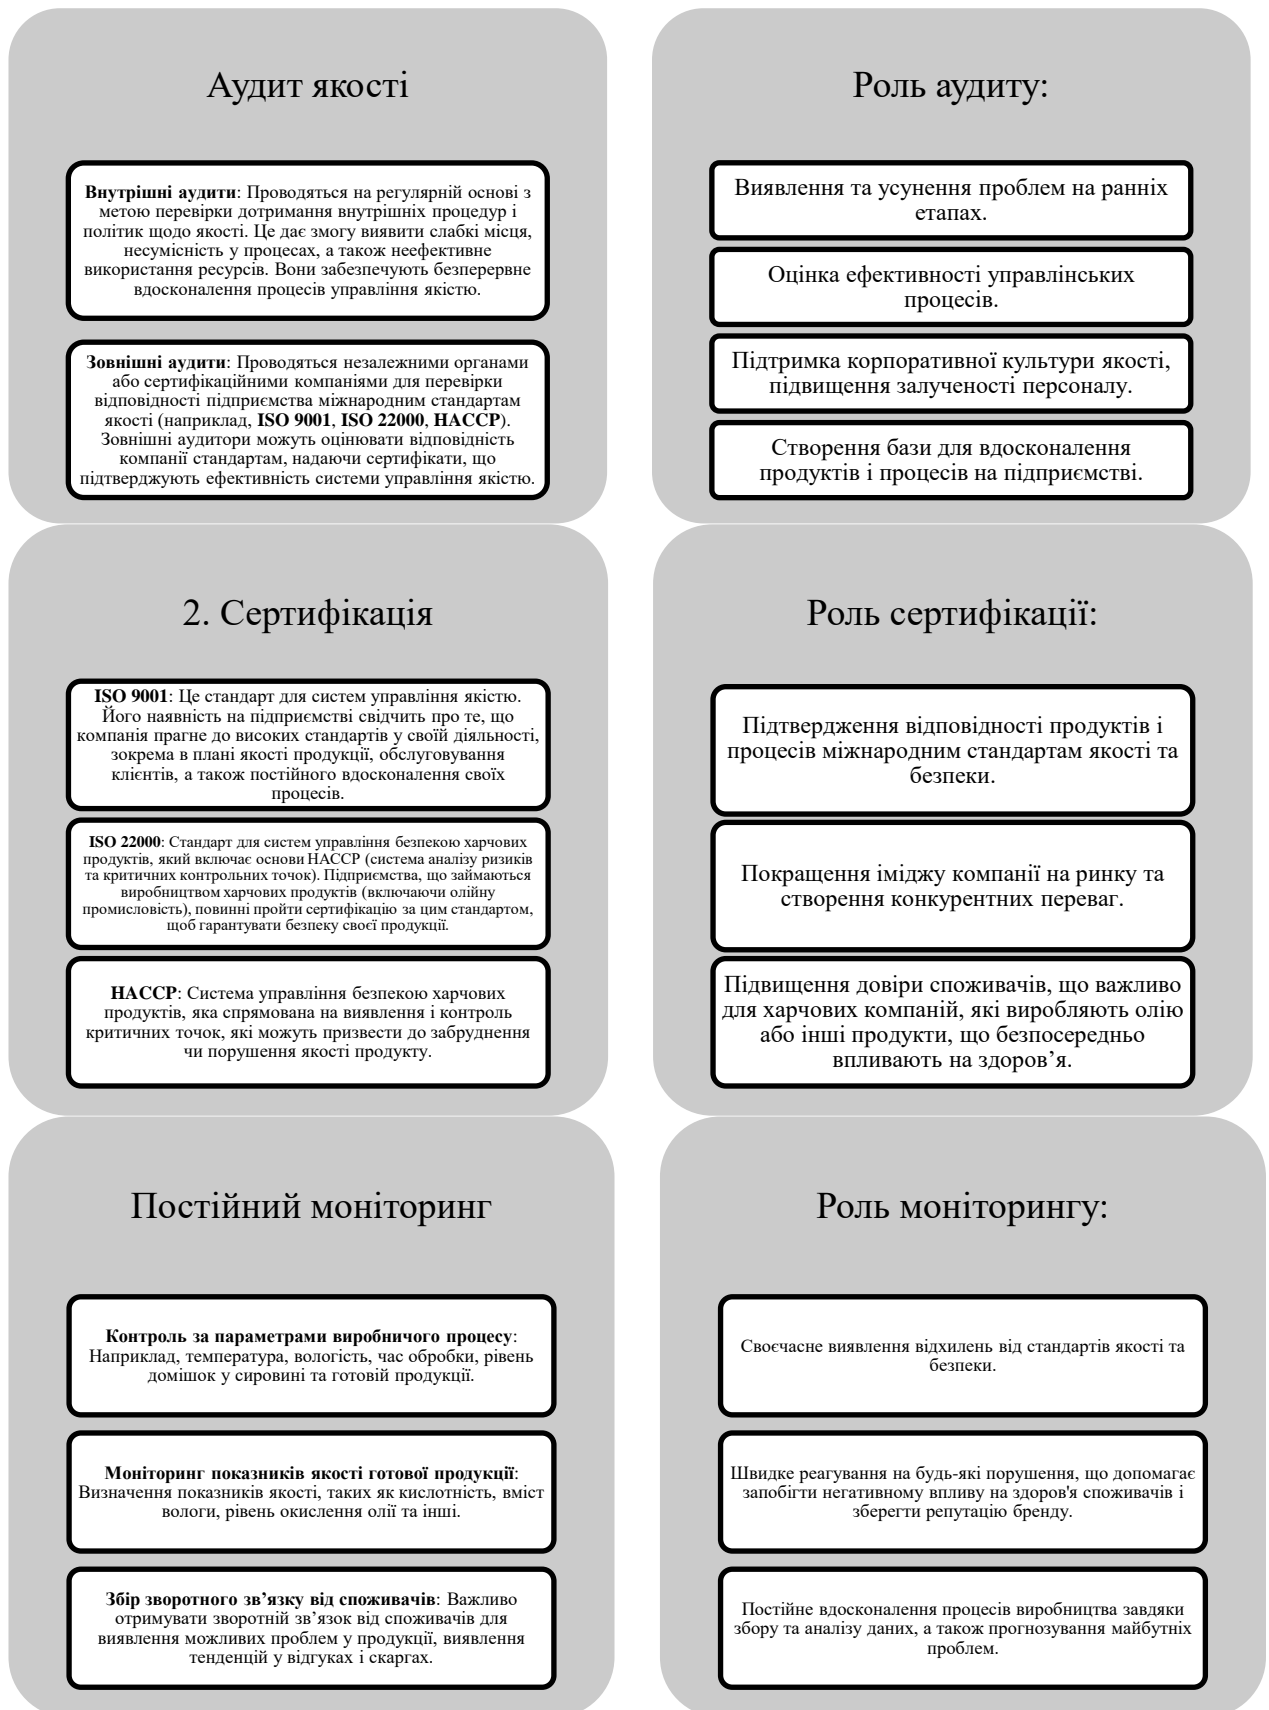 Аудит якості
Внутрішні аудити: Проводяться на регулярній основі з
метою перевірки дотримання внутрішніх процедур і
політик щодо якості. Це дає змогу виявити слабкі місця,
несумісність у процесах, а також неефективне
використання ресурсів. Вони забезпечують безперервне
вдосконалення процесів управління якістю.
Зовнішні аудити: Проводяться незалежними органами
або сертифікаційними компаніями для перевірки
відповідності підприємства міжнародним стандартам
якості (наприклад, ISO 9001, ISO 22000, HACCP).
Зовнішні аудитори можуть оцінювати відповідність
компанії стандартам, надаючи сертифікати, що
підтверджують ефективність системи управління якістю.
Роль аудиту:
Виявлення та усунення проблем на ранніх
етапах.
Оцінка ефективності управлінських
процесів.
Підтримка корпоративної культури якості,
підвищення залученості персоналу.
Створення бази для вдосконалення
продуктів і процесів на підприємстві.
2. Сертифікація
ISO 9001: Це стандарт для систем управління якістю.
Його наявність на підприємстві свідчить про те, що
компанія прагне до високих стандартів у своїй діяльності,
зокрема в плані якості продукції, обслуговування
клієнтів, а також постійного вдосконалення своїх
процесів.
ISO 22000: Стандарт для систем управління безпекою харчових
продуктів, який включає основи HACCP (система аналізу ризиків
та критичних контрольних точок). Підприємства, що займаються
виробництвом харчових продуктів (включаючи олійну
промисловість), повинні пройти сертифікацію за цим стандартом,
щоб гарантувати безпеку своєї продукції.
HACCP: Система управління безпекою харчових
продуктів, яка спрямована на виявлення і контроль
критичних точок, які можуть призвести до забруднення
чи порушення якості продукту.
Роль сертифікації:
Підтвердження відповідності продуктів і
процесів міжнародним стандартам якості та
безпеки.
Покращення іміджу компанії на ринку та
створення конкурентних переваг.
Підвищення довіри споживачів, що важливо
для харчових компаній, які виробляють олію
або інші продукти, що безпосередньо
впливають на здоров’я.
Постійний моніторинг
Контроль за параметрами виробничого процесу:
Наприклад, температура, вологість, час обробки, рівень
домішок у сировині та готовій продукції.
Моніторинг показників якості готової продукції:
Визначення показників якості, таких як кислотність, вміст
вологи, рівень окислення олії та інші.
Збір зворотного зв’язку від споживачів: Важливо
отримувати зворотній зв’язок від споживачів для
виявлення можливих проблем у продукції, виявлення
тенденцій у відгуках і скаргах.
Роль моніторингу:
Своєчасне виявлення відхилень від стандартів якості та
безпеки.
Швидке реагування на будь-які порушення, що допомагає
запобігти негативному впливу на здоров'я споживачів і
зберегти репутацію бренду.
Постійне вдосконалення процесів виробництва завдяки
збору та аналізу даних, а також прогнозування майбутніх
проблем.